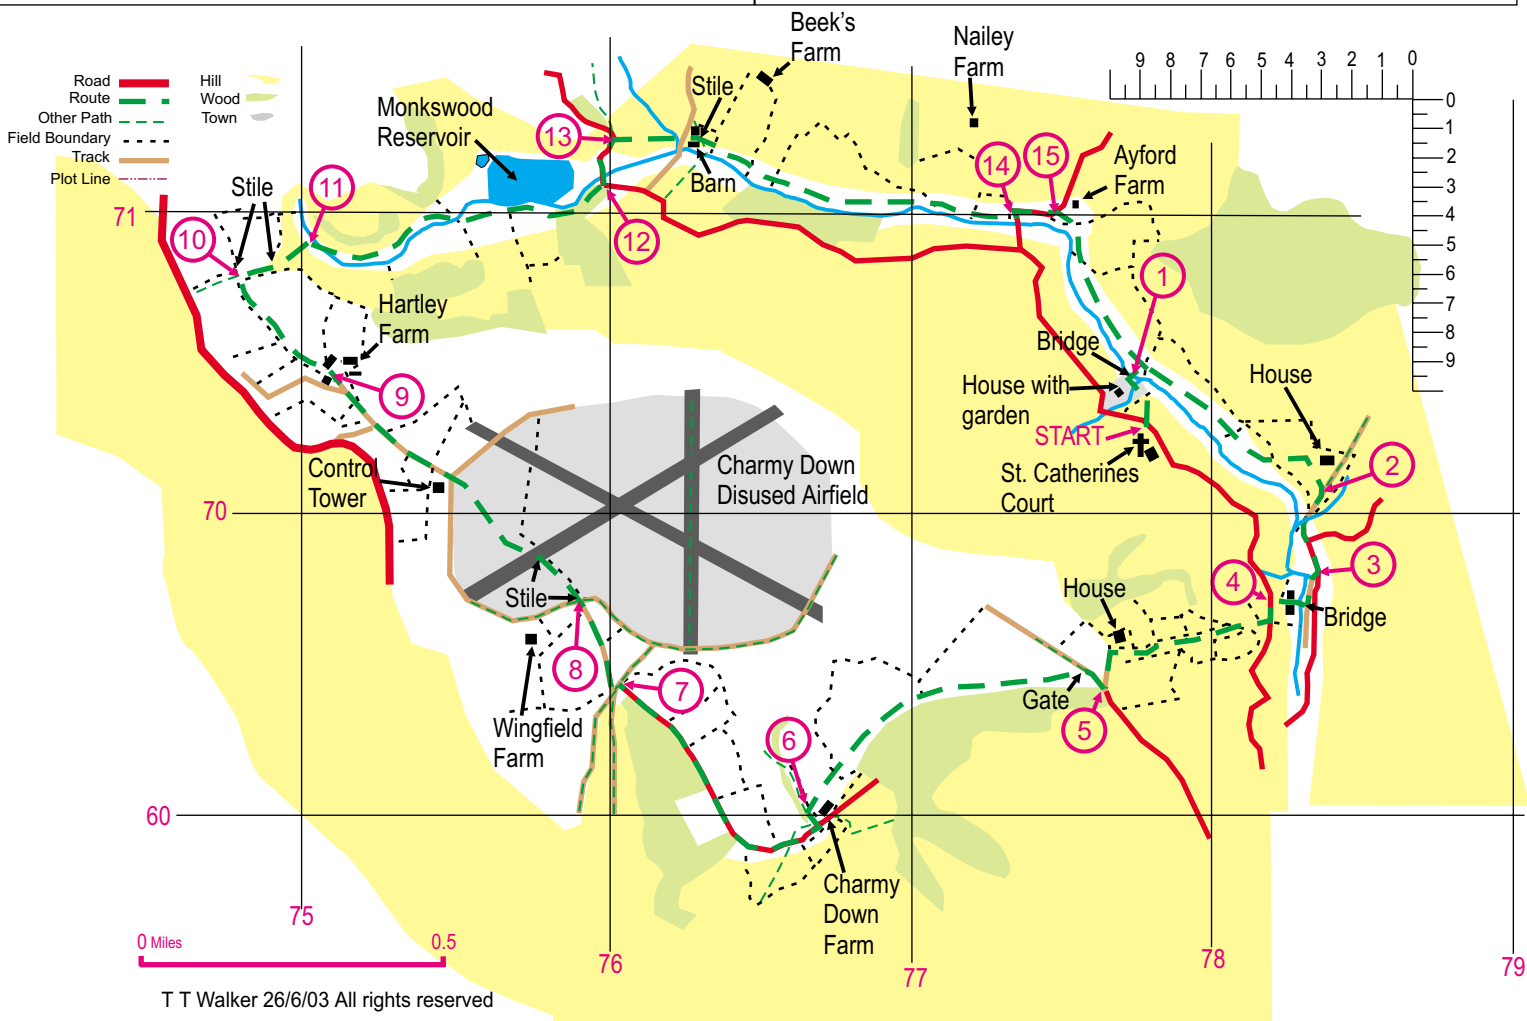 Beek's
Farm
Nailey
Farm
9 8 7 6 5 4 3 2 1 0
0
1
2
3
4
5
6
7
8
9
Road
Route
Other Path
Field Boundary
Track
Plot Line
Hill
Wood
Town
Monkswood
Reservoir
Stile
13
Barn
14
15
Ayford
Farm
Stile
11
71
10
12
1
Hartley
Farm
Bridge
House with
garden
House
9
START
St. Catherines
Court
2
Control
Tower
Charmy Down
Disused Airfield
70
3
4
House
Bridge
Stile
8
7
Gate
5
Wingfield
Farm
6
60
Charmy
Down
Farm
75
76
77
78
79
0 Miles 0.5
T T Walker 26/6/03 All rights reserved